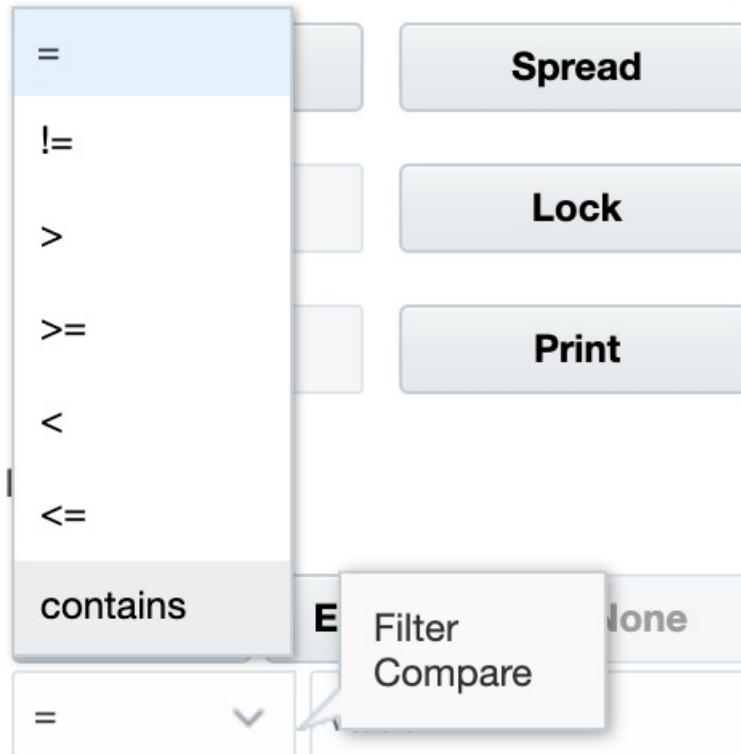 =
Spread
!=
>
Lock
>=
Print
<
<=
contains
Filter
Compare
=